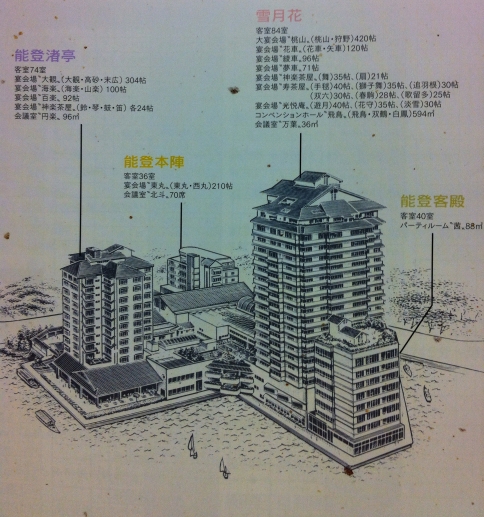 雪月花
客室84室
大宴会場〝桃山〟(桃山・狩野)420帖
宴会場〝花車〟(花車・矢車)120帖
宴会場〝綾車〟96帖
宴会場〝夢車〟71帖
宴会場〝神楽茶屋〟(舞)35帖、(扇)21帖
宴会場〝寿茶屋〟(手毬)40帖、(獅子舞)35帖、(追羽根)30帖
(双六)30帖、(春駒)28帖、(歌留多)25帖
宴会場〝光悦庵〟(遊月)40帖、(花守)35帖、(淡雪)30帖
コンベンションホール〝飛鳥〟(飛鳥・双鶴・白鳳)594㎡
会議室〝万葉〟36㎡
能登渚亭
客室74室
宴会場〝大観〟(大観・高砂・末広) 304帖
宴会場〝海楽〟(海楽・山楽) 100帖
宴会場〝百楽〟92帖
宴会場〝神楽茶屋〟(鈴・琴・鼓・笛) 各24帖
会議室〝円楽〟96㎡
能登本陣
客室36室
宴会場〝東丸〟(東丸・西丸)210帖
会議室〝北斗〟70席
能登客殿
客室40室
パーティルーム〝茜〟88㎡